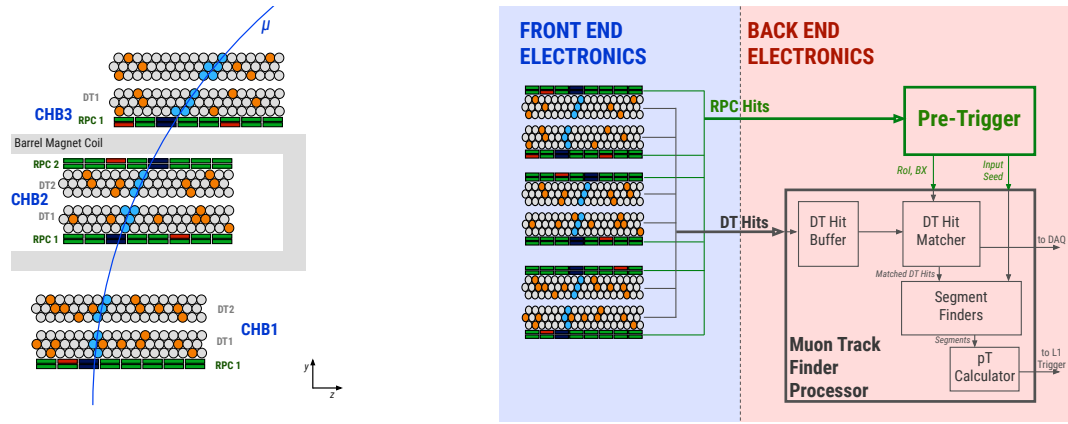 μ
DT1
CHB3
RPC 1
Barrel Magnet Coil
RPC 2
DT2
CHB2
DT1
RPC 1
DT2
CHB1
DT1
RPC 1
y
z
FRONT END
ELECTRONICS
BACK END
ELECTRONICS
RPC Hits
Pre-Trigger
RoI, BX
Input
Seed
DT Hits
DT Hit
Buffer
DT Hit
Matcher
to DAQ
Matched DT Hits
Segment
Finders
Segments
pT
Calculator
to L1
Trigger
Muon Track
Finder
Processor